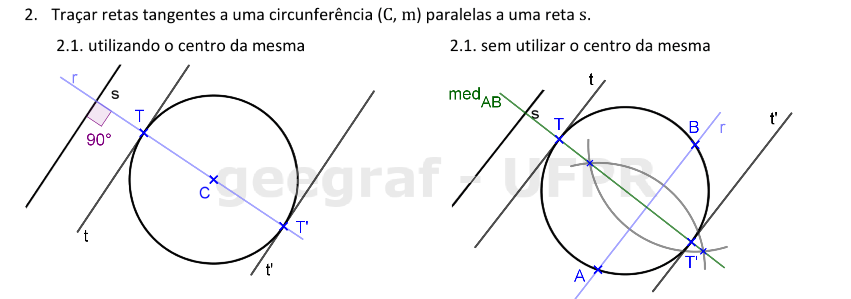 2. Traçar retas tangentes a uma circunferência (C, m) paralelas a uma reta s.
2.1. utilizando o centro da mesma
2.1. sem utilizar o centro da mesma
r
s
T
90°
C
T'
t
t'
med AB
s
T
t
B
r
t'
A
T'
geograf - UFPR